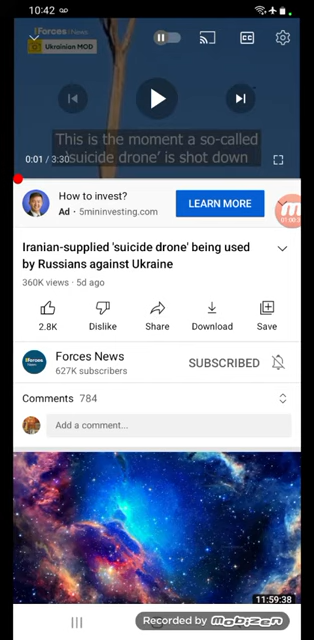 10:42
Forces News
Ukrainian MOD
CC
This is the moment a so-called
'suicide drone' is shot down
0:01 / 3:30
How to invest?
Ad · 5mininvesting.com
LEARN MORE
Iranian-supplied 'suicide drone' being used
by Russians against Ukraine
360K views · 5d ago
2.8K
Dislike
Share
Download
Save
Forces News
627K subscribers
SUBSCRIBED
Comments 784
Add a comment...
11:59:38
Recorded by Mobizen